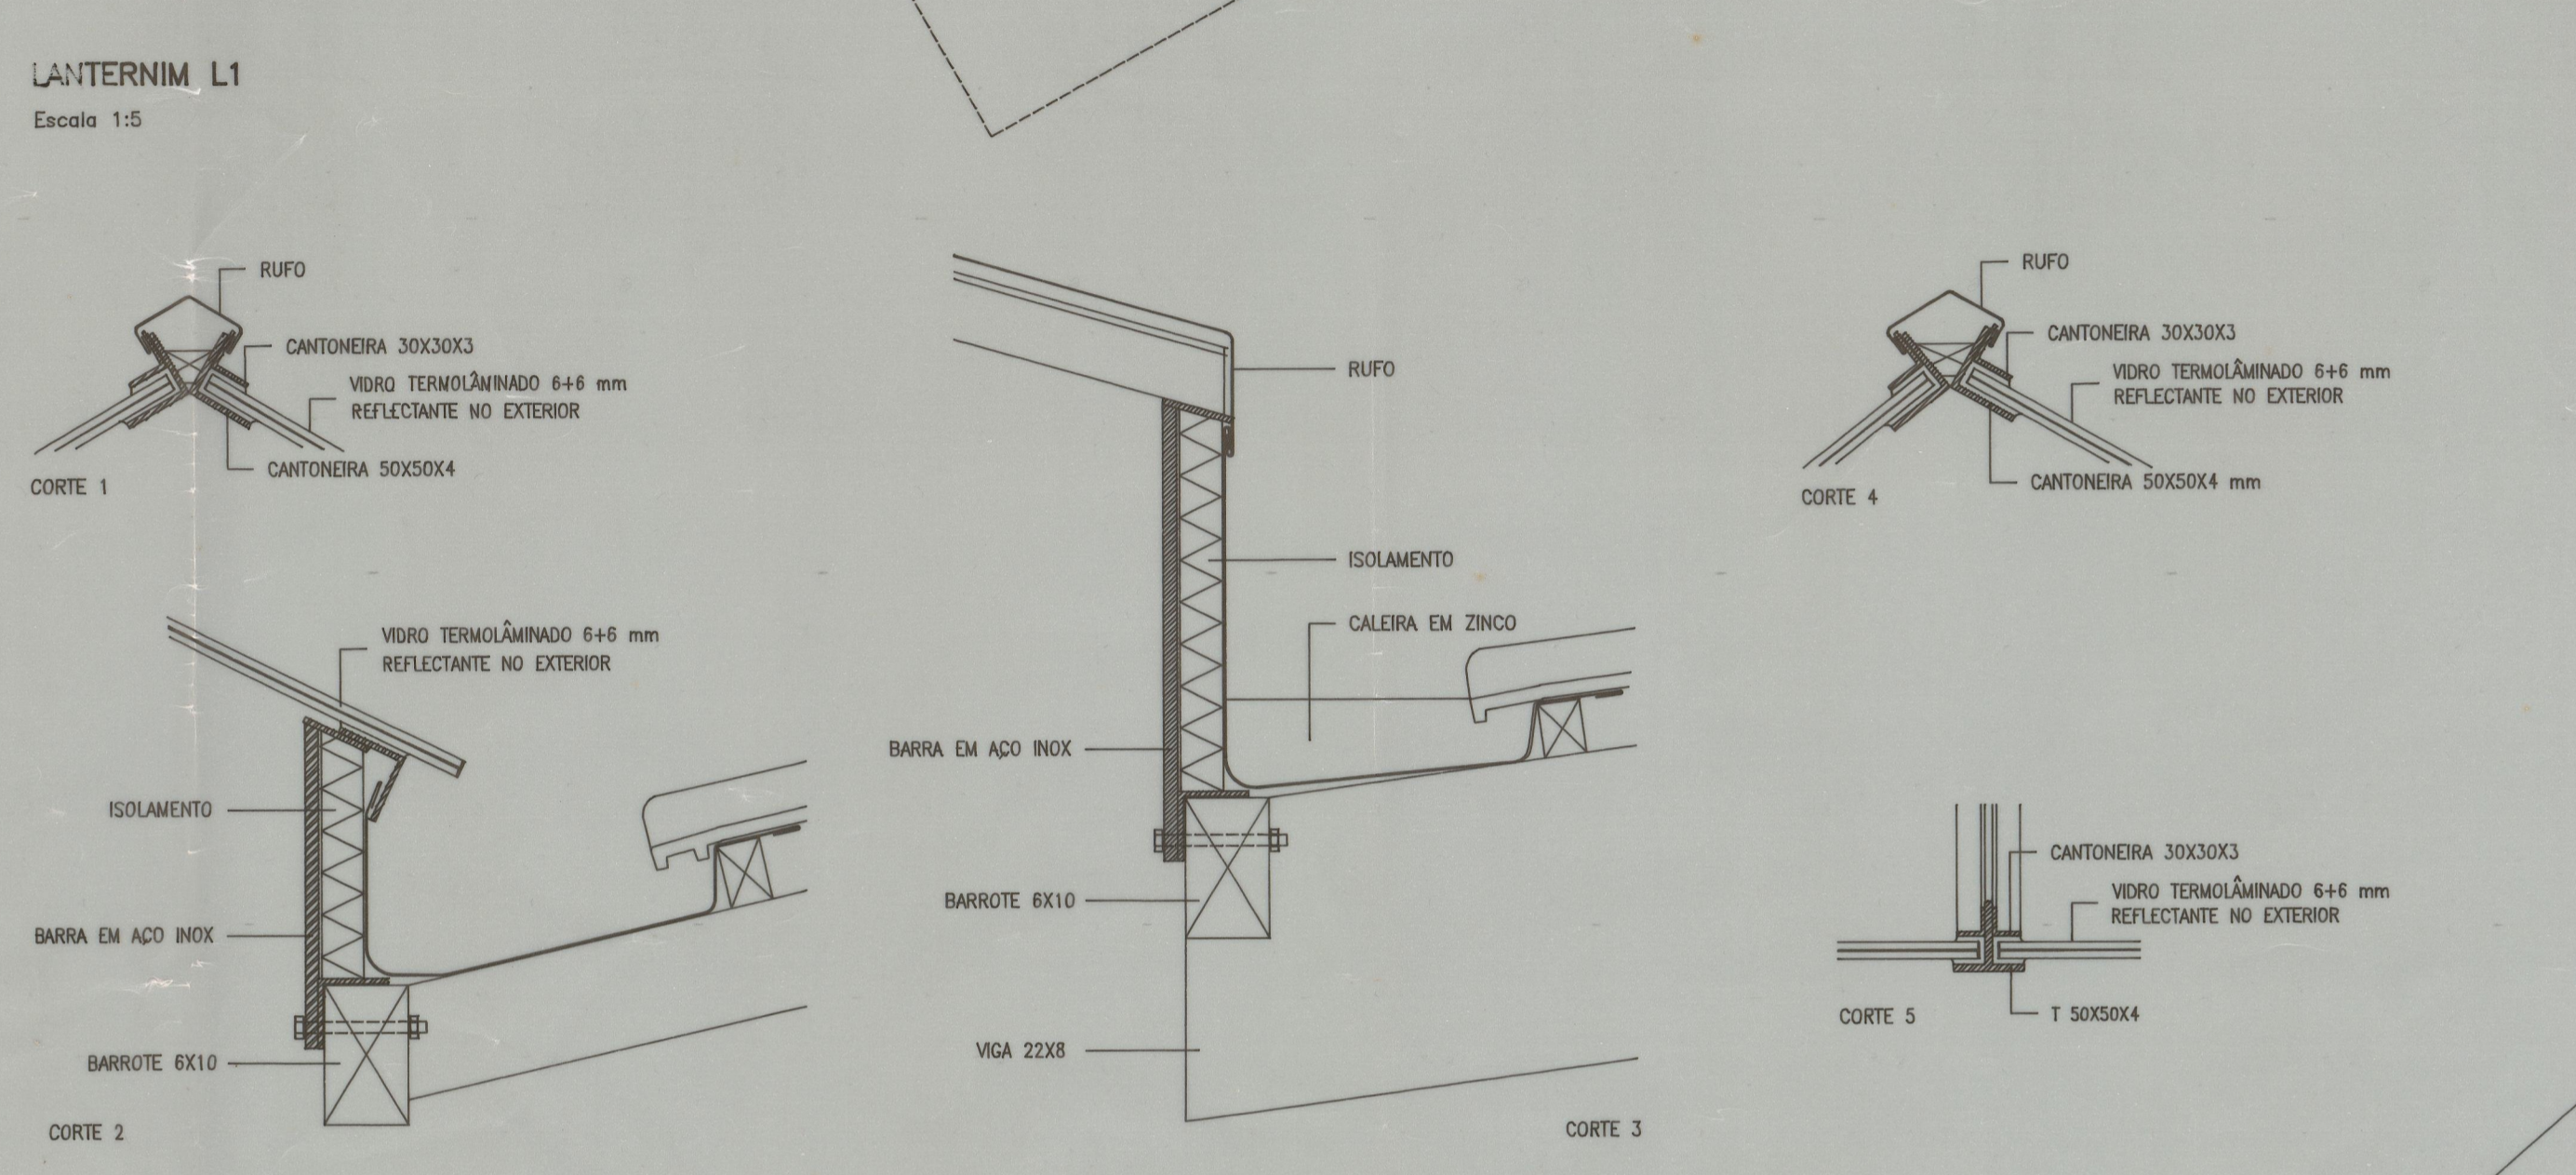 LANTERNIM L1
Escala 1:5
RUFO
CANTONEIRA 30X30X3
VIDRO TERMOLÂMINADO 6+6 mm
REFLECTANTE NO EXTERIOR
CANTONEIRA 50X50X4
CORTE 1
VIDRO TERMOLÂMINADO 6+6 mm
REFLECTANTE NO EXTERIOR
ISOLAMENTO
BARRA EM AÇO INOX
BARROTE 6X10
CORTE 2
RUFO
ISOLAMENTO
CALEIRA EM ZINCO
BARRA EM AÇO INOX
BARROTE 6X10
VIGA 22X8
CORTE 3
RUFO
CANTONEIRA 30X30X3
VIDRO TERMOLÂMINADO 6+6 mm
REFLECTANTE NO EXTERIOR
CANTONEIRA 50X50X4 mm
CORTE 4
CANTONEIRA 30X30X3
VIDRO TERMOLÂMINADO 6+6 mm
REFLECTANTE NO EXTERIOR
CORTE 5
T 50X50X4